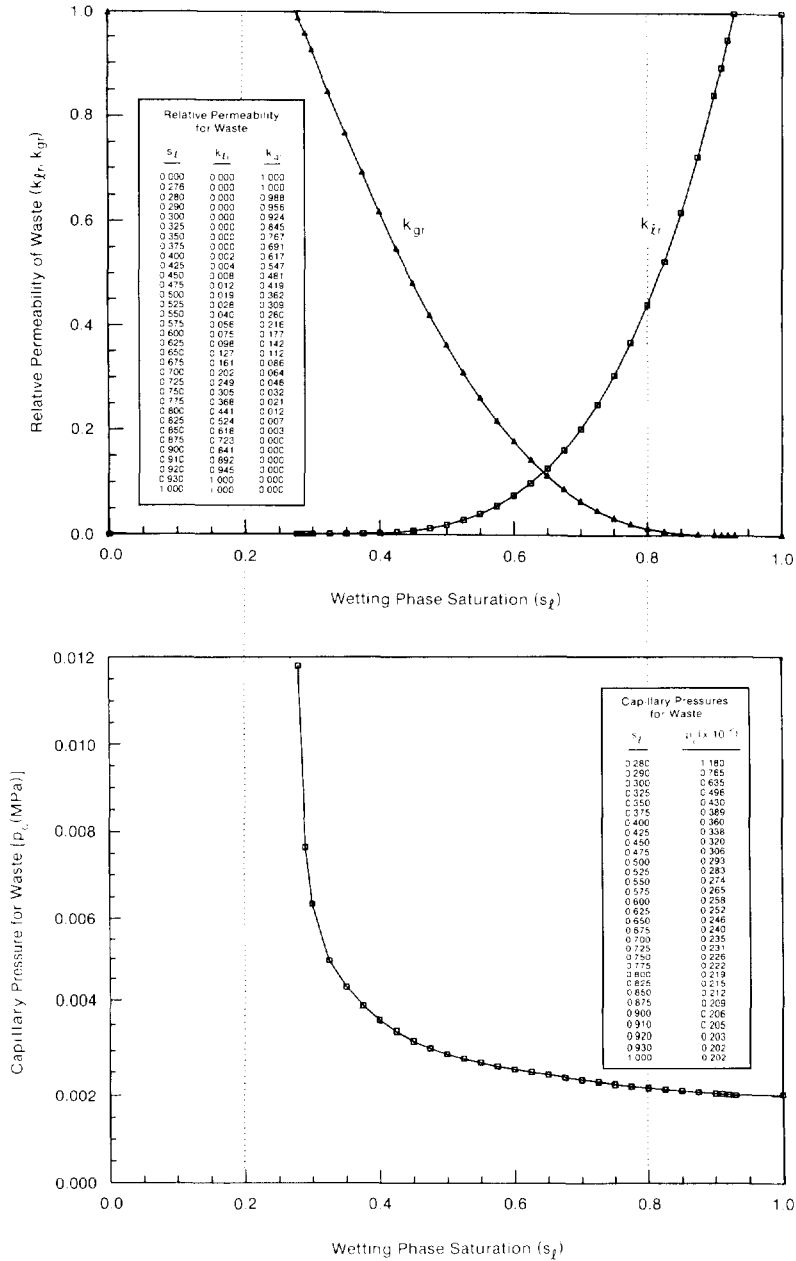 1.0
0.8
0.6
0.4
0.2
0.0
Relative Permeability of Waste (kℓr, kgr)
Relative Permeability
for Waste
sℓ kℓr kgr
0.000 0.000 1.000
0.276 0.000 1.000
0.280 0.000 0.988
0.290 0.000 0.956
0.300 0.000 0.924
0.325 0.000 0.845
0.350 0.000 0.767
0.375 0.000 0.691
0.400 0.002 0.617
0.425 0.004 0.547
0.450 0.008 0.481
0.475 0.012 0.419
0.500 0.019 0.362
0.525 0.028 0.309
0.550 0.040 0.260
0.575 0.056 0.216
0.600 0.075 0.177
0.625 0.098 0.142
0.650 0.127 0.112
0.675 0.161 0.086
0.700 0.202 0.064
0.725 0.249 0.046
0.750 0.305 0.032
0.775 0.368 0.021
0.800 0.441 0.012
0.825 0.524 0.007
0.850 0.618 0.003
0.875 0.723 0.000
0.900 0.841 0.000
0.910 0.892 0.000
0.920 0.945 0.000
0.930 1.000 0.000
1.000 1.000 0.000
kgr
kℓr
0.0 0.2 0.4 0.6 0.8 1.0
Wetting Phase Saturation (sℓ)
0.012
0.010
0.008
0.006
0.004
0.002
0.000
Capillary Pressure for Waste [pc (MPa)]
Capillary Pressures
for Waste
sℓ
0.280 1.180
0.290 0.765
0.300 0.635
0.325 0.496
0.350 0.430
0.375 0.389
0.400 0.360
0.425 0.338
0.450 0.320
0.475 0.306
0.500 0.293
0.525 0.283
0.550 0.274
0.575 0.265
0.600 0.258
0.625 0.252
0.650 0.246
0.675 0.240
0.700 0.235
0.725 0.231
0.750 0.226
0.775 0.222
0.800 0.219
0.825 0.215
0.850 0.212
0.875 0.209
0.900 0.206
0.910 0.205
0.920 0.203
0.930 0.202
1.000 0.202
0.0 0.2 0.4 0.6 0.8 1.0
Wetting Phase Saturation (sℓ)